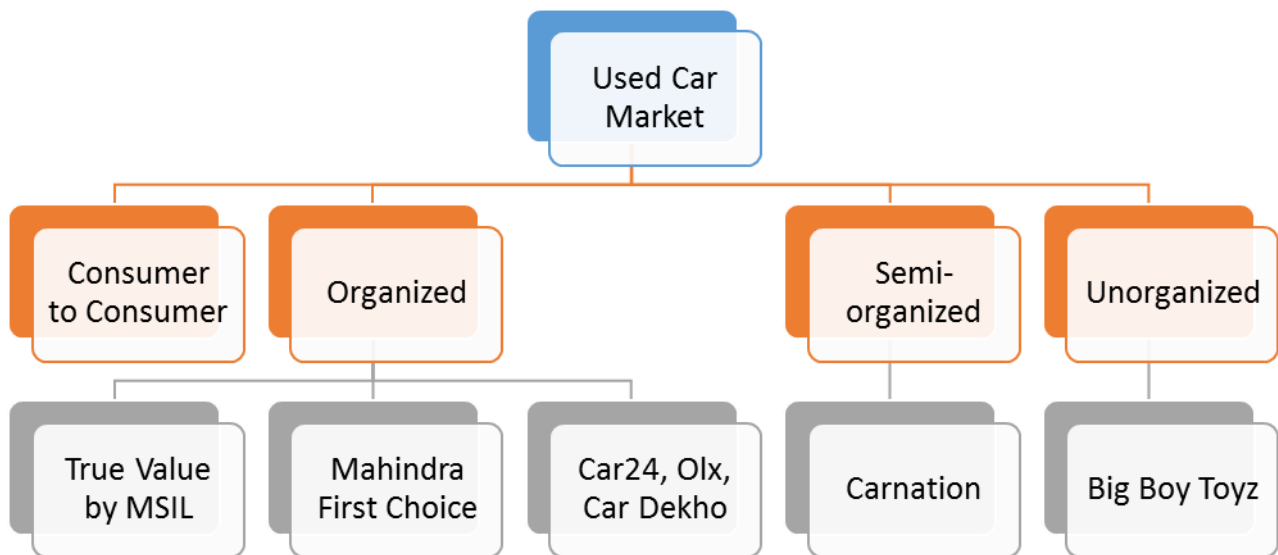 Used Car
Market
Consumer
to Consumer
Organized
Semi-
organized
Unorganized
True Value
by MSIL
Mahindra
First Choice
Car24, Olx,
Car Dekho
Carnation
Big Boy Toyz